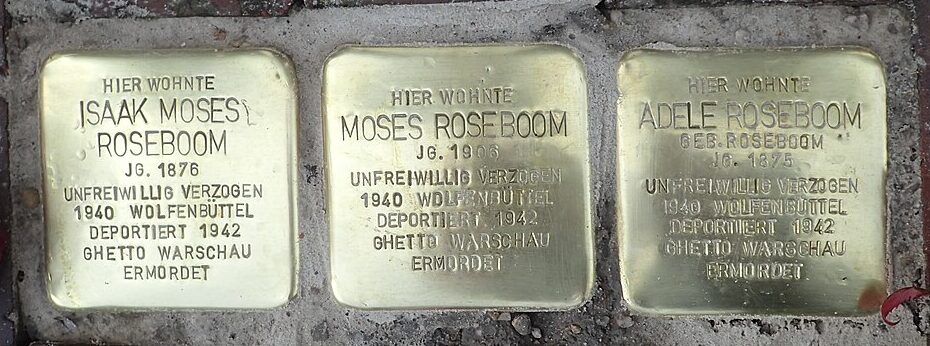 HIER WOHNTE
ISAAK MOSES
ROSEBOOM
JG. 1876
UNFREIWILLIG VERZOGEN
1940 WOLFENBÜTTEL
DEPORTIERT 1942
GHETTO WARSCHAU
ERMORDET
HIER WOHNTE
MOSES ROSEBOOM
JG. 1906
UNFREIWILLIG VERZOGEN
1940 WOLFENBÜTTEL
DEPORTIERT 1942
GHETTO WARSCHAU
ERMORDET
HIER WOHNTE
ADELE ROSEBOOM
GEB. ROSEBOOM
JG. 1875
UNFREIWILLIG VERZOGEN
1940 WOLFENBÜTTEL
DEPORTIERT 1942
GHETTO WARSCHAU
ERMORDET